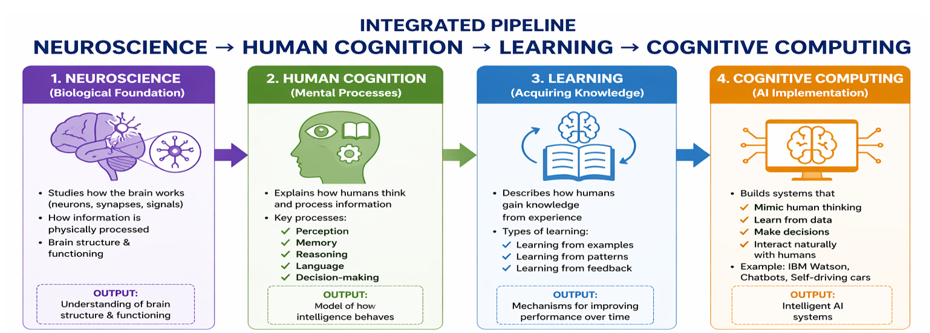 INTEGRATED PIPELINE
NEUROSCIENCE → HUMAN COGNITION → LEARNING → COGNITIVE COMPUTING
1. NEUROSCIENCE
(Biological Foundation)
• Studies how the brain works
(neurons, synapses, signals)
• How information is
physically processed
• Brain structure &
functioning
OUTPUT:
Understanding of brain
structure & functioning
2. HUMAN COGNITION
(Mental Processes)
• Explains how humans think
and process information
• Key processes:
✓ Perception
✓ Memory
✓ Reasoning
✓ Language
✓ Decision-making
OUTPUT:
Model of how
intelligence behaves
3. LEARNING
(Acquiring Knowledge)
• Describes how humans
gain knowledge
from experience
• Types of learning:
✓ Learning from examples
✓ Learning from patterns
✓ Learning from feedback
OUTPUT:
Mechanisms for improving
performance over time
4. COGNITIVE COMPUTING
(AI Implementation)
• Builds systems that
✓ Mimic human thinking
✓ Learn from data
✓ Make decisions
✓ Interact naturally
with humans
• Example: IBM Watson,
Chatbots, Self-driving cars
OUTPUT:
Intelligent AI
systems